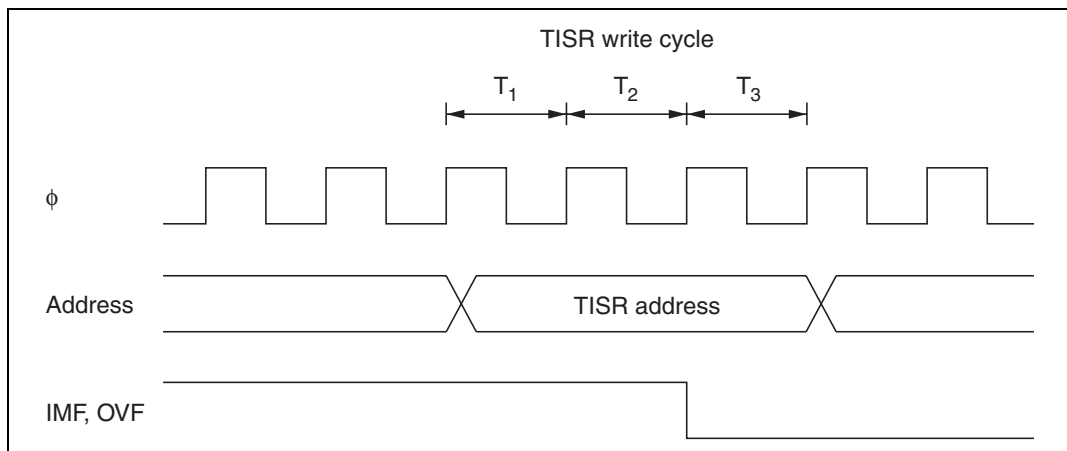 TISR write cycle
T1 T2 T3
ϕ
Address
TISR address
IMF, OVF